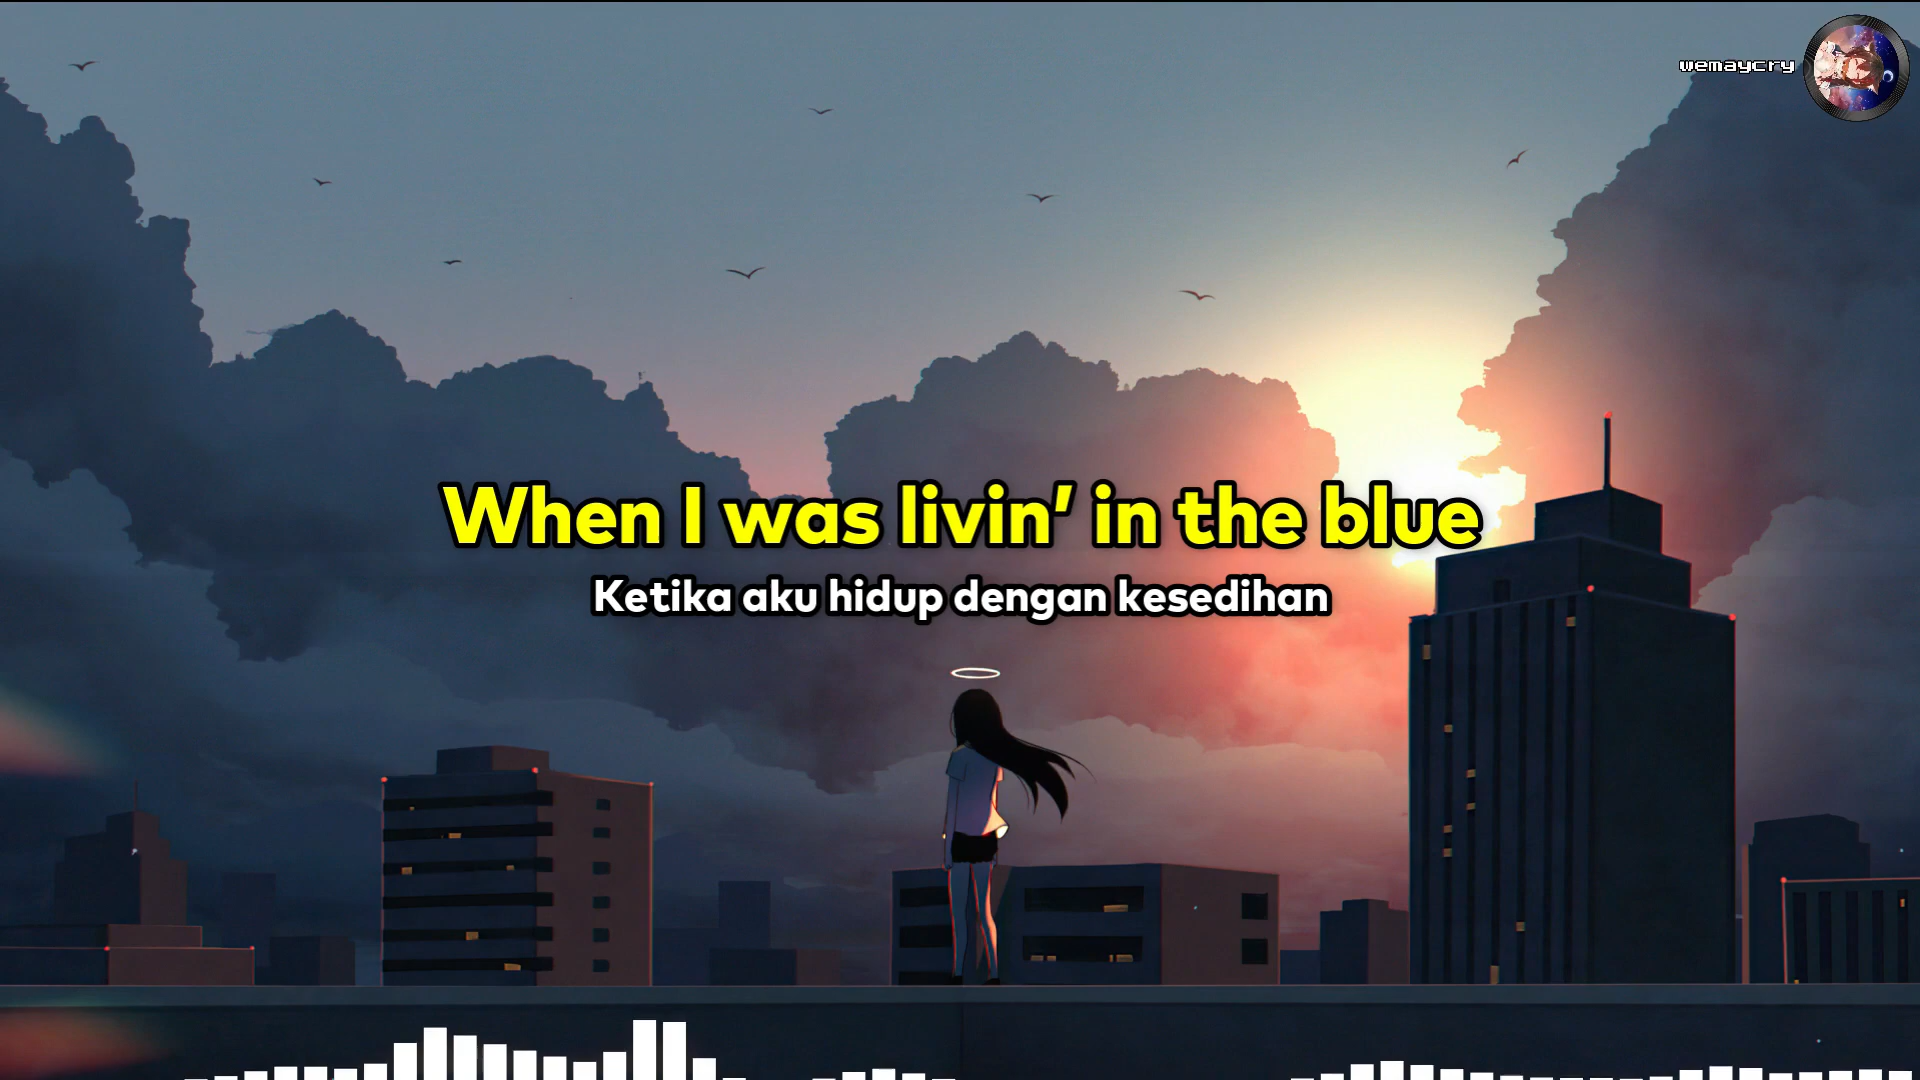 wemaycry
When I was livin’ in the blue
Ketika aku hidup dengan kesedihan